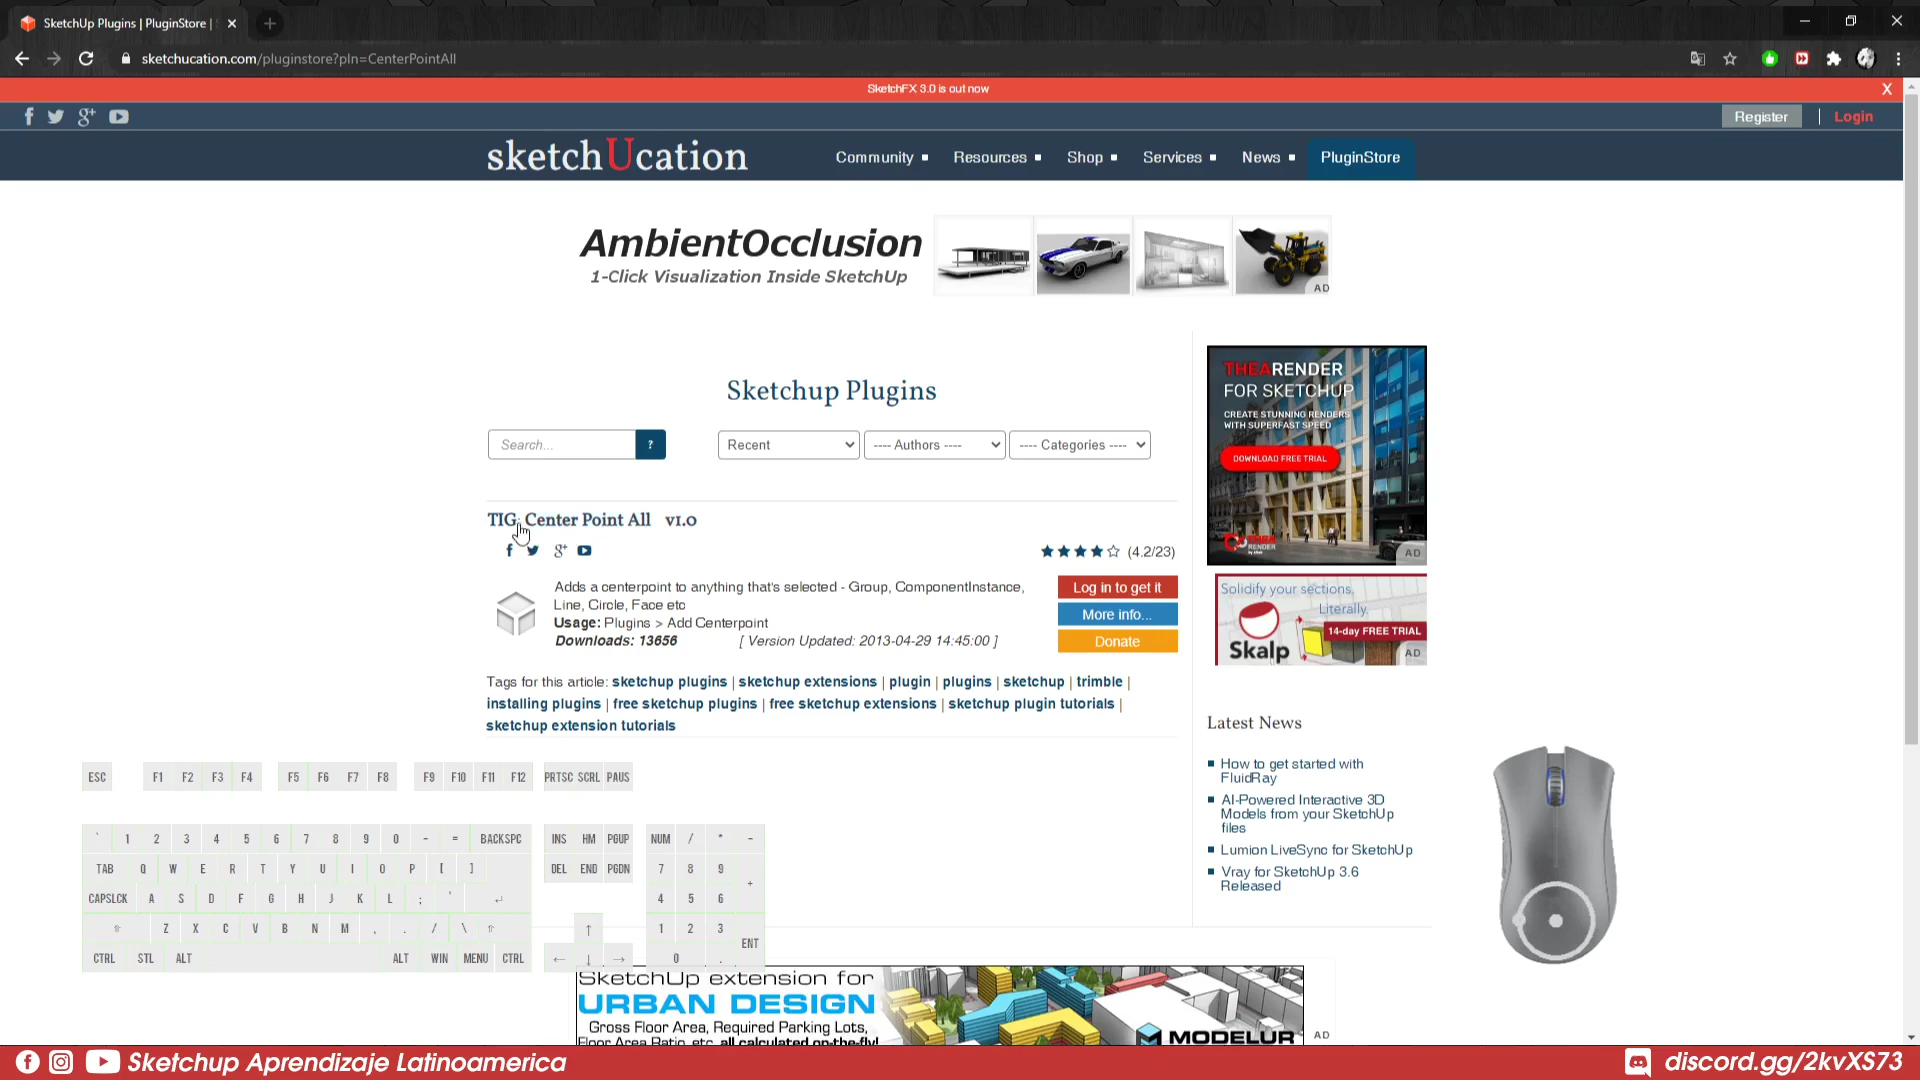 SketchUp Plugins | PluginStore |
sketchucation.com/pluginstore?pln=CenterPointAll
SketchFX 3.0 is out now
X
Register | Login
sketchUcation
Community Resources Shop Services News PluginStore
AmbientOcclusion
1-Click Visualization Inside SketchUp
AD
Sketchup Plugins
Search... ?
Recent ---- Authors ---- ---- Categories ----
TIG: Center Point All v1.0
(4.2/23)
Adds a centerpoint to anything that's selected - Group, ComponentInstance,
Line, Circle, Face etc
Usage: Plugins > Add Centerpoint
Downloads: 13656 [ Version Updated: 2013-04-29 14:45:00 ]
Log in to get it
More info...
Donate
Tags for this article: sketchup plugins | sketchup extensions | plugin | plugins | sketchup | trimble |
installing plugins | free sketchup plugins | free sketchup extensions | sketchup plugin tutorials |
sketchup extension tutorials
THEARENDER
FOR SKETCHUP
CREATE STUNNING RENDERS
WITH SUPERFAST SPEED
DOWNLOAD FREE TRIAL
THEA
RENDER
AD
Solidify your sections.
Literally.
14-day FREE TRIAL
Skalp
AD
Latest News
How to get started with
FluidRay
AI-Powered Interactive 3D
Models from your SketchUp
files
Lumion LiveSync for SketchUp
Vray for SketchUp 3.6
Released
ESC F1 F2 F3 F4 F5 F6 F7 F8 F9 F10 F11 F12 PRTSC SCRL PAUS
` 1 2 3 4 5 6 7 8 9 0 - = BACKSPC INS HM PGUP NUM / * -
TAB Q W E R T Y U I O P [ ] DEL END PGDN 7 8 9 +
CAPSLCK A S D F G H J K L ; ' ↵ 4 5 6
⇧ Z X C V B N M , . / \ ⇧ ↑ 1 2 3 ENT
CTRL STL ALT ALT WIN MENU CTRL ← ↓ → 0 .
SketchUp extension for
URBAN DESIGN
Gross Floor Area, Required Parking Lots,
Floor Area Ratio, etc. all calculated on-the-fly!
MODELUR
AD
Sketchup Aprendizaje Latinoamerica
discord.gg/2kvXS73